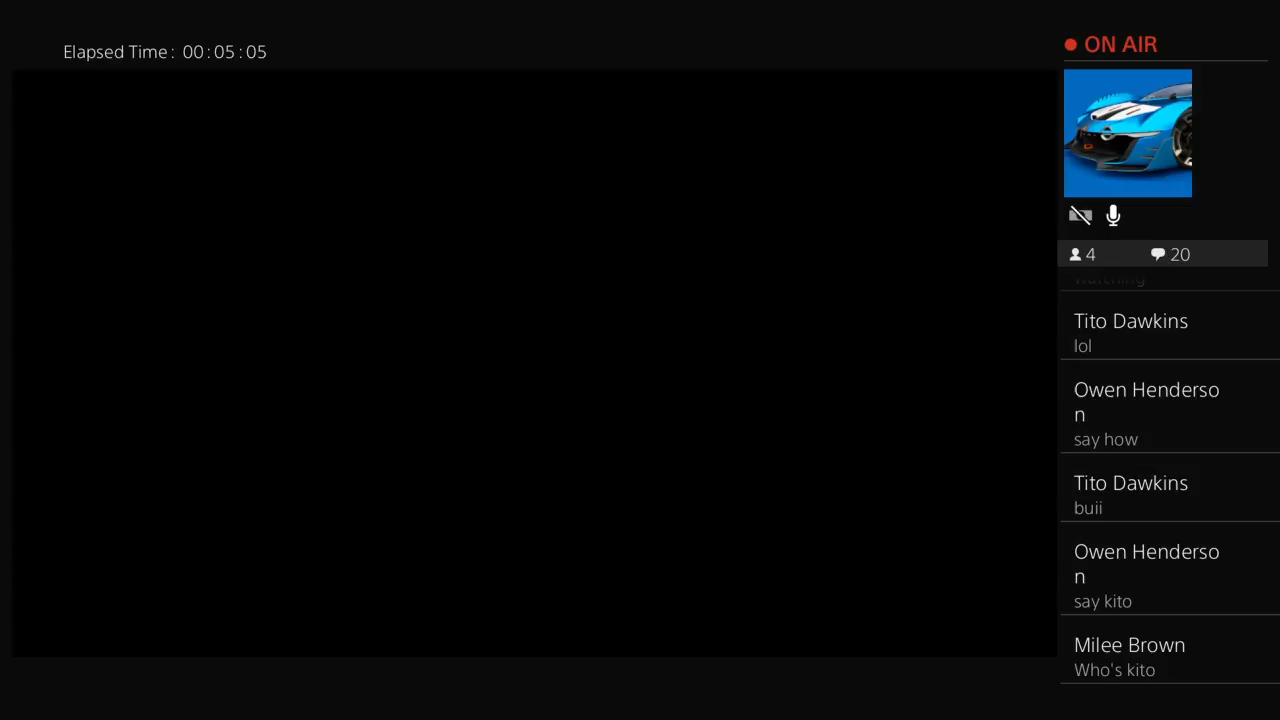 Elapsed Time: 00:05:05
ON AIR
4 20
watching
Tito Dawkins
lol
Owen Henderso
n
say how
Tito Dawkins
buii
Owen Henderso
n
say kito
Milee Brown
Who's kito